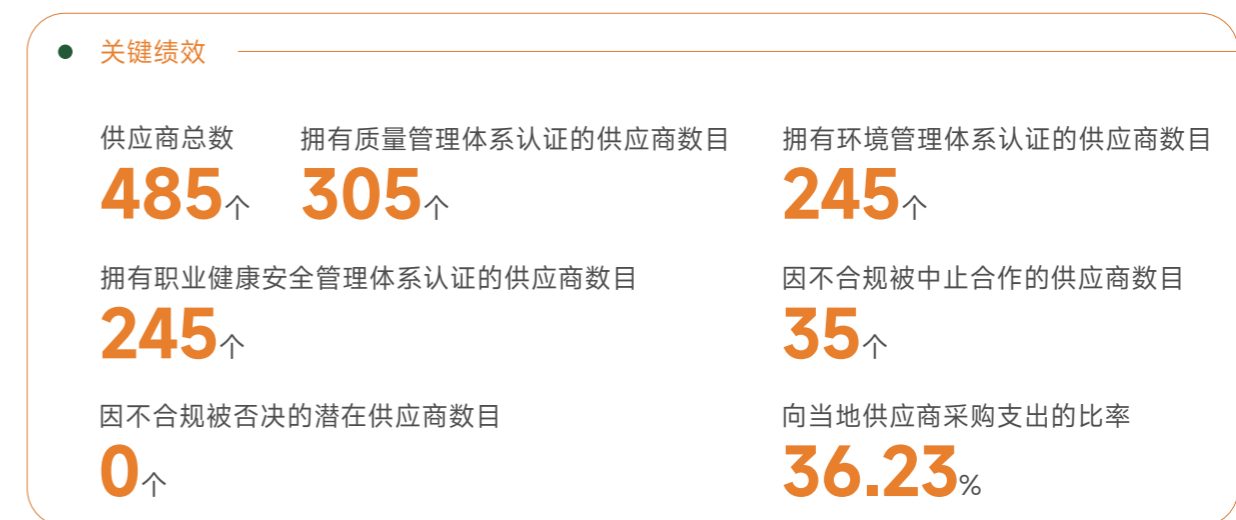 关键绩效
供应商总数 拥有质量管理体系认证的供应商数目 拥有环境管理体系认证的供应商数目
485个 305个 245个
拥有职业健康安全管理体系认证的供应商数目 因不合规被中止合作的供应商数目
245个 35个
因不合规被否决的潜在供应商数目 向当地供应商采购支出的比率
0个 36.23%